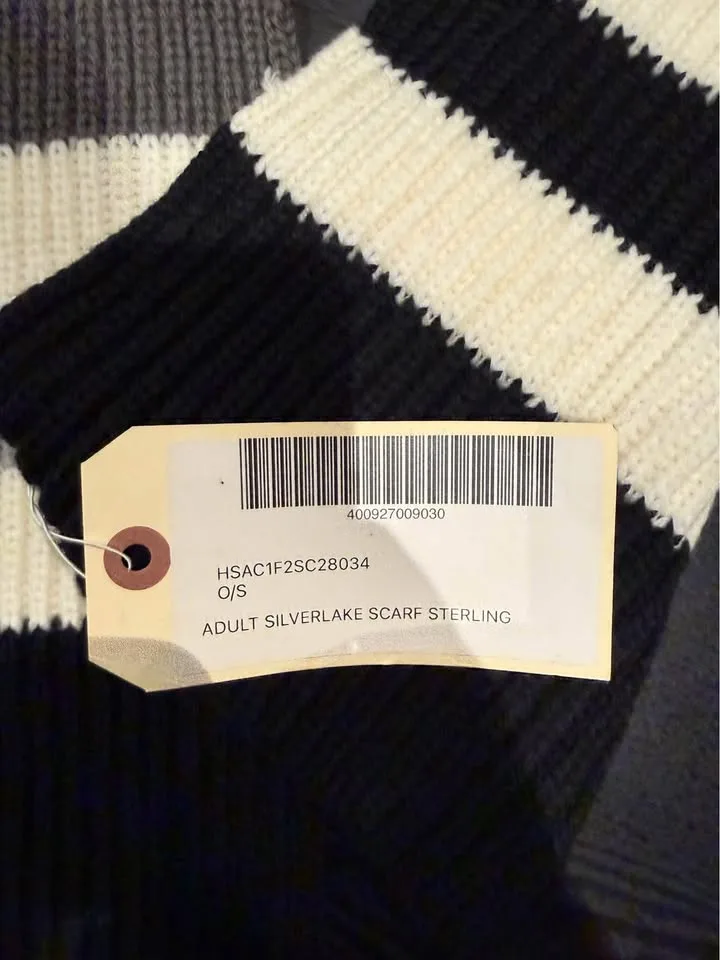 400927009030
HSAC1F2SC28034
O/S
ADULT SILVERLAKE SCARF STERLING